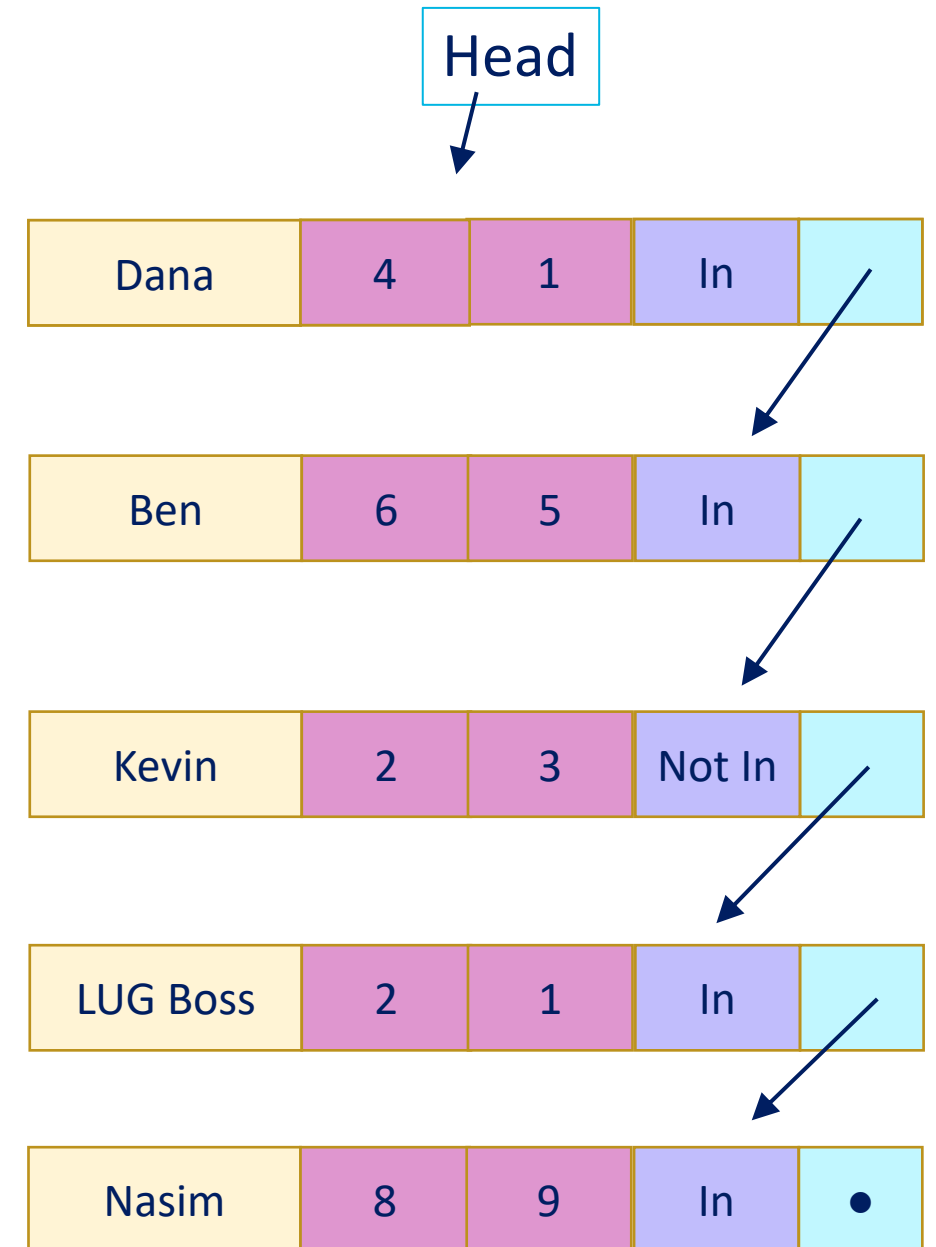 Head
Dana 4 1 In
Ben 6 5 In
Kevin 2 3 Not In
LUG Boss 2 1 In
Nasim 8 9 In